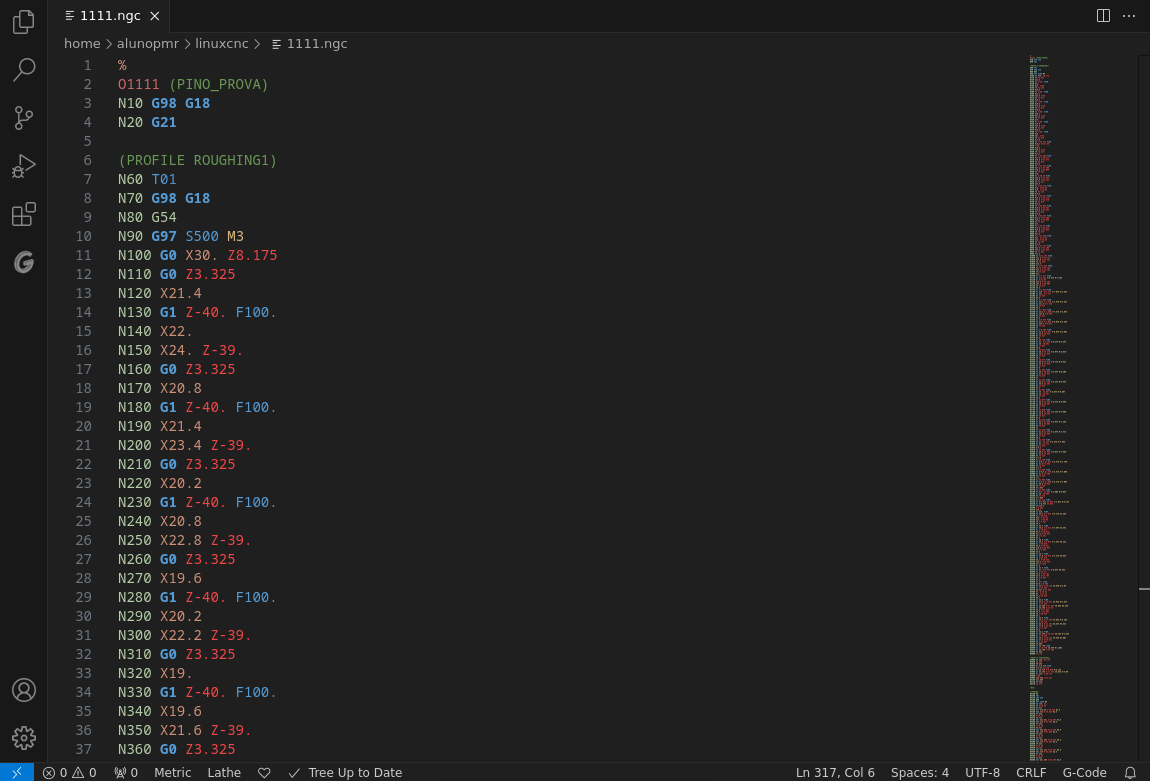 1111.ngc
home > alunopmr > linuxcnc > 1111.ngc
1 %
2 O1111 (PINO_PROVA)
3 N10 G98 G18
4 N20 G21
5
6 (PROFILE ROUGHING1)
7 N60 T01
8 N70 G98 G18
9 N80 G54
10 N90 G97 S500 M3
11 N100 G0 X30. Z8.175
12 N110 G0 Z3.325
13 N120 X21.4
14 N130 G1 Z-40. F100.
15 N140 X22.
16 N150 X24. Z-39.
17 N160 G0 Z3.325
18 N170 X20.8
19 N180 G1 Z-40. F100.
20 N190 X21.4
21 N200 X23.4 Z-39.
22 N210 G0 Z3.325
23 N220 X20.2
24 N230 G1 Z-40. F100.
25 N240 X20.8
26 N250 X22.8 Z-39.
27 N260 G0 Z3.325
28 N270 X19.6
29 N280 G1 Z-40. F100.
30 N290 X20.2
31 N300 X22.2 Z-39.
32 N310 G0 Z3.325
33 N320 X19.
34 N330 G1 Z-40. F100.
35 N340 X19.6
36 N350 X21.6 Z-39.
37 N360 G0 Z3.325
0 0 0 Metric Lathe Tree Up to Date Ln 317, Col 6 Spaces: 4 UTF-8 CRLF G-Code